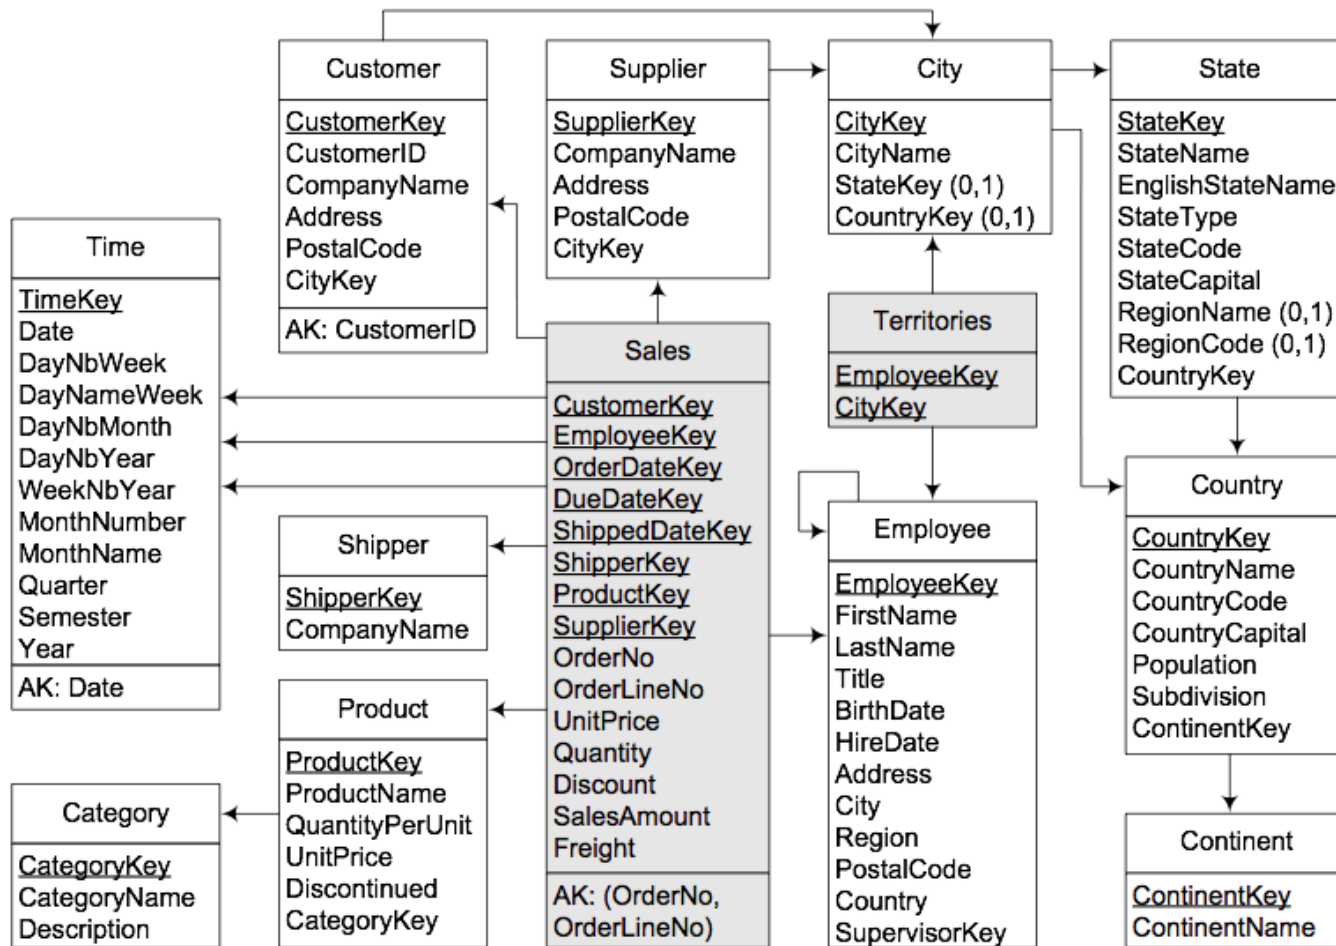 Customer
CustomerKey
CustomerID
CompanyName
Address
PostalCode
CityKey
AK: CustomerID
Supplier
SupplierKey
CompanyName
Address
PostalCode
CityKey
City
CityKey
CityName
StateKey (0,1)
CountryKey (0,1)
State
StateKey
StateName
EnglishStateName
StateType
StateCode
StateCapital
RegionName (0,1)
RegionCode (0,1)
CountryKey
Time
TimeKey
Date
DayNbWeek
DayNameWeek
DayNbMonth
DayNbYear
WeekNbYear
MonthNumber
MonthName
Quarter
Semester
Year
AK: Date
Sales
CustomerKey
EmployeeKey
OrderDateKey
DueDateKey
ShippedDateKey
ShipperKey
ProductKey
SupplierKey
OrderNo
OrderLineNo
UnitPrice
Quantity
Discount
SalesAmount
Freight
AK: (OrderNo,
OrderLineNo)
Territories
EmployeeKey
CityKey
Shipper
ShipperKey
CompanyName
Employee
EmployeeKey
FirstName
LastName
Title
BirthDate
HireDate
Address
City
Region
PostalCode
Country
SupervisorKey
Country
CountryKey
CountryName
CountryCode
CountryCapital
Population
Subdivision
ContinentKey
Product
ProductKey
ProductName
QuantityPerUnit
UnitPrice
Discontinued
CategoryKey
Category
CategoryKey
CategoryName
Description
Continent
ContinentKey
ContinentName